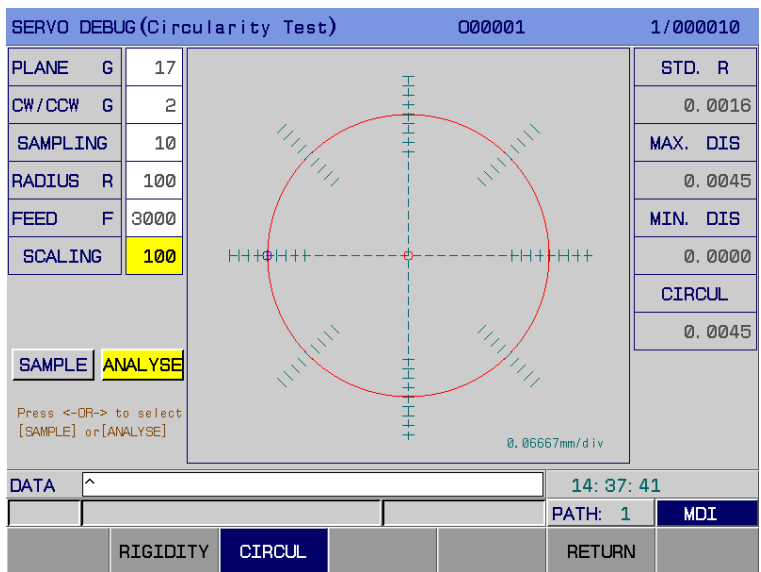 SERVO DEBUG(Circularity Test) O00001 1/000010
PLANE G 17
CW/CCW G 2
SAMPLING 10
RADIUS R 100
FEED F 3000
SCALING 100
SAMPLE ANALYSE
Press <-OR-> to select
[SAMPLE] or[ANALYSE]
0.06667mm/div
STD. R
0.0016
MAX. DIS
0.0045
MIN. DIS
0.0000
CIRCUL
0.0045
DATA ^ 14:37:41
PATH: 1 MDI
RIGIDITY CIRCUL RETURN